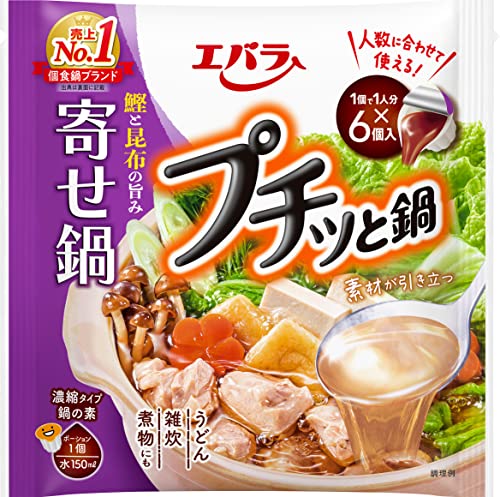 売上
No.1
個食鍋ブランド
出典は裏面に記載
エバラ
人数に合わせて
使える!
1個で1人分
×
6個入
鰹と昆布の旨み
寄せ鍋
プチッと鍋
素材が引き立つ
濃縮タイプ
鍋の素
ポーション
1個
水150mℓ
うどん
雑炊
煮物にも
調理例